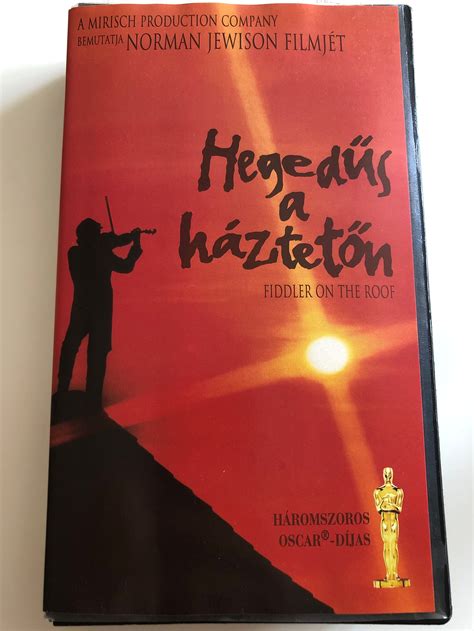 A MIRISCH PRODUCTION COMPANY
BEMUTATJA NORMAN JEWISON FILMJÉT
Hegedűs
a
háztetőn
FIDDLER ON THE ROOF
HÁROMSZOROS
OSCAR®-DÍJAS